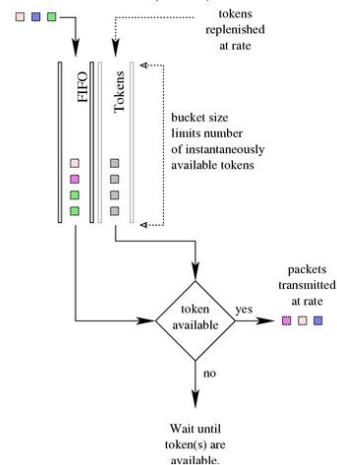 tokens
replenished
at rate
FIFO
Tokens
bucket size
limits number
of instantaneously
available tokens
packets
transmitted
at rate
token
available
yes
no
Wait until
token(s) are
available.